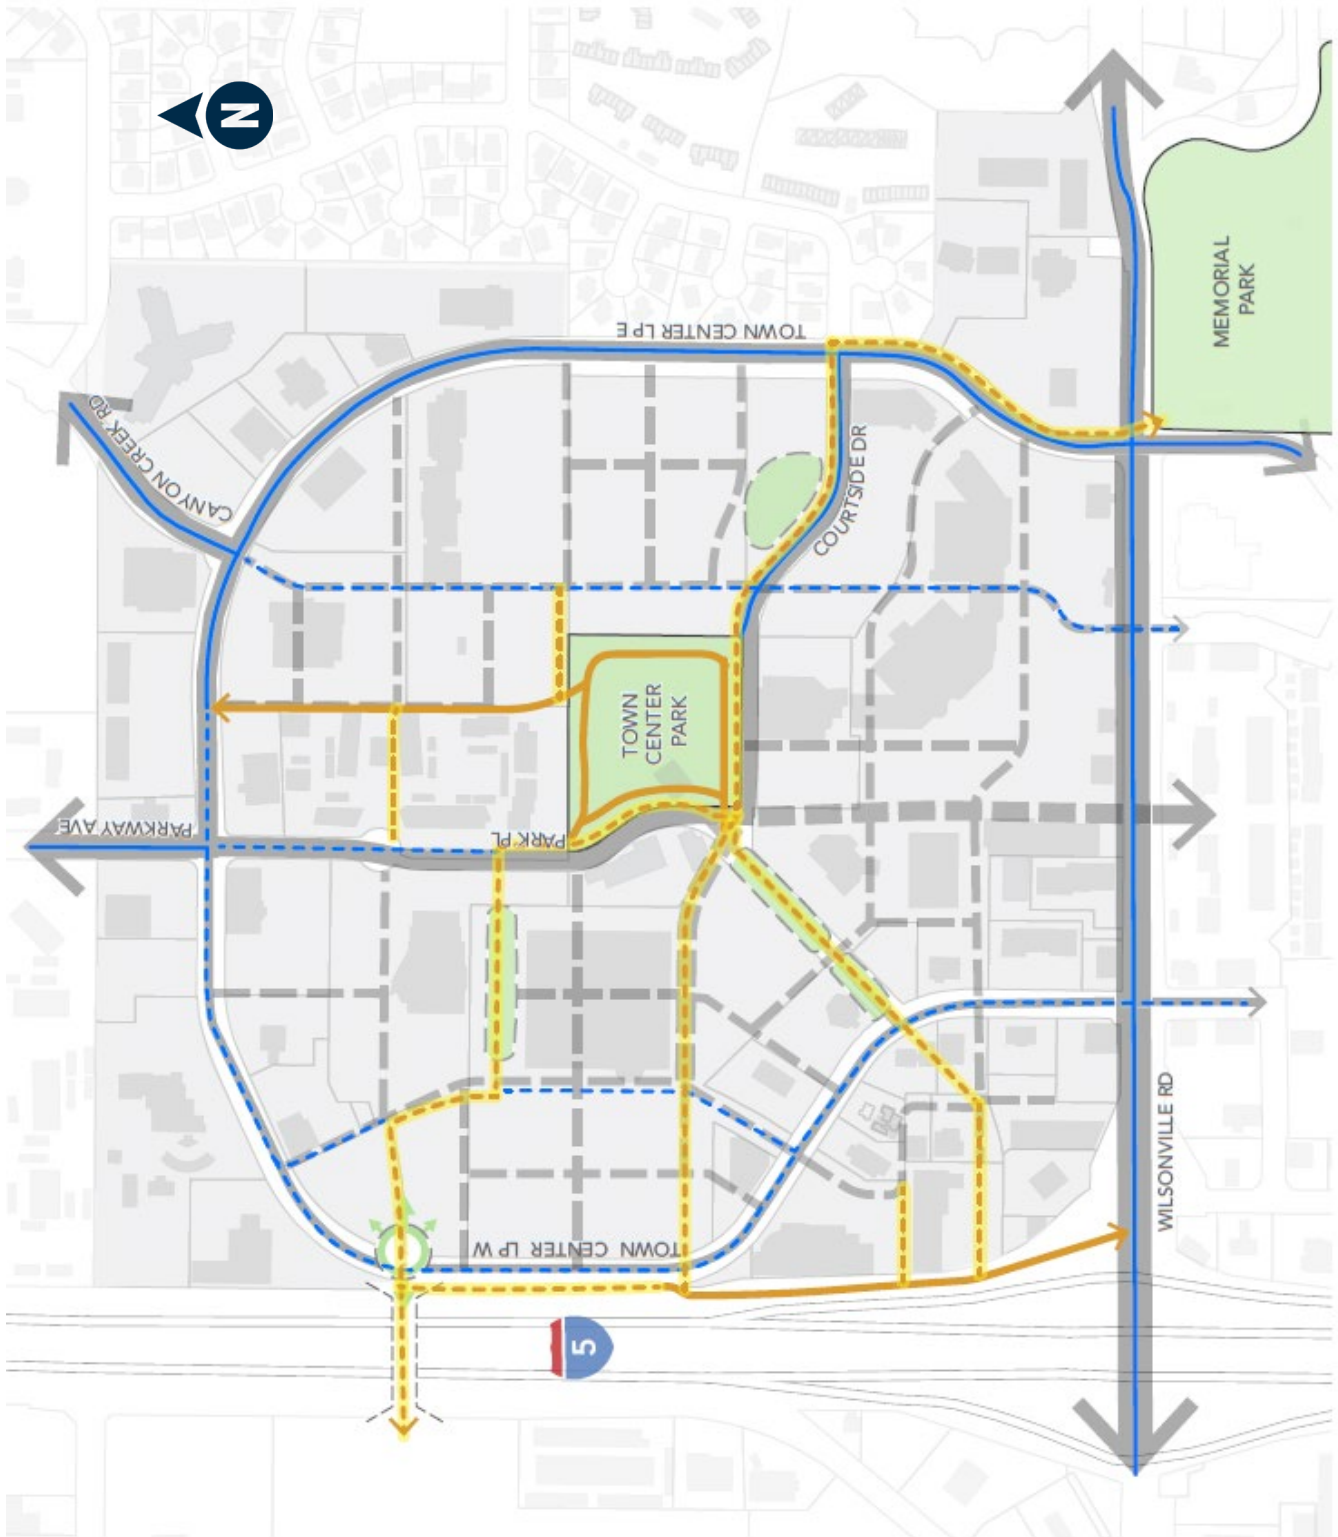 N
CANYON CREEK RD
TOWN CENTER LP E
MEMORIAL
PARK
COURTSIDE DR
TOWN
CENTER
PARK
PARKWAY AVE
PARK PL
TOWN CENTER LP W
WILSONVILLE RD
5